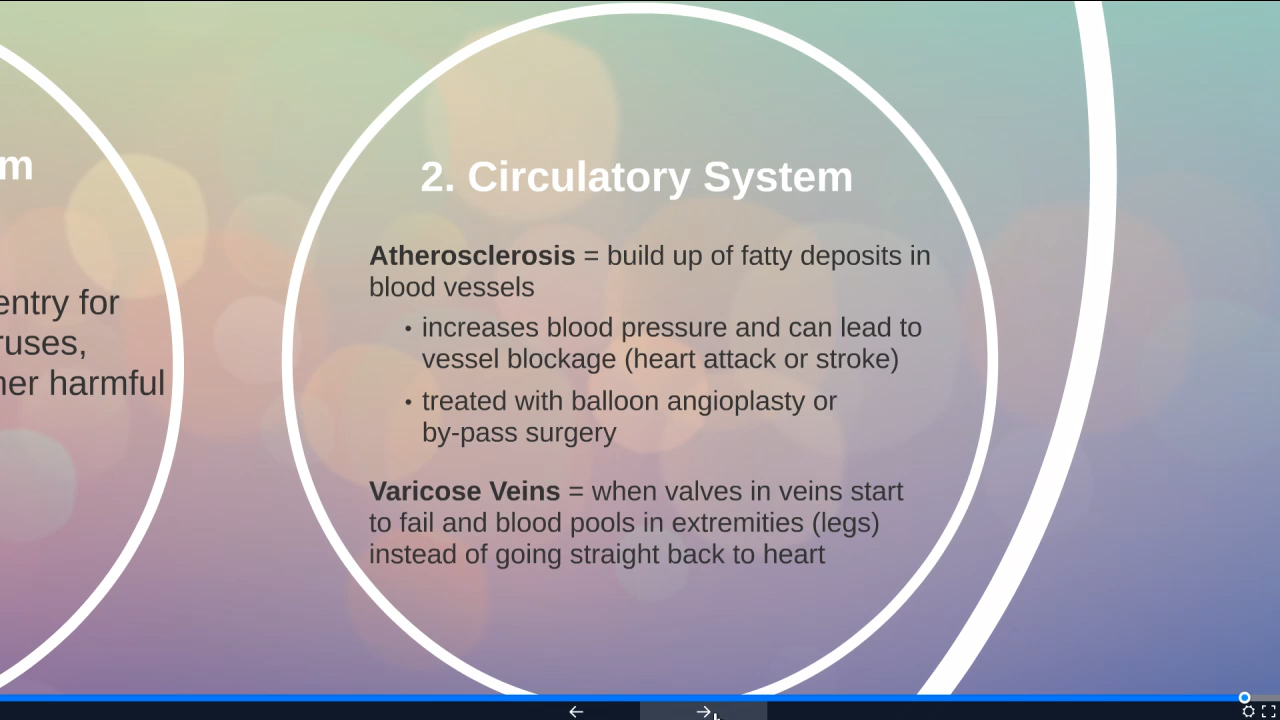 m
entry for
ruses,
her harmful
2. Circulatory System
Atherosclerosis = build up of fatty deposits in
blood vessels
• increases blood pressure and can lead to
vessel blockage (heart attack or stroke)
• treated with balloon angioplasty or
by-pass surgery
Varicose Veins = when valves in veins start
to fail and blood pools in extremities (legs)
instead of going straight back to heart